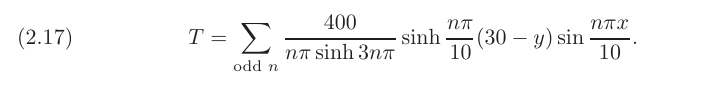 (2.17) T = \sum_{\text{odd } n} \frac{400}{n\pi \sinh 3n\pi} \sinh \frac{n\pi}{10} (30 - y) \sin \frac{n\pi x}{10}.